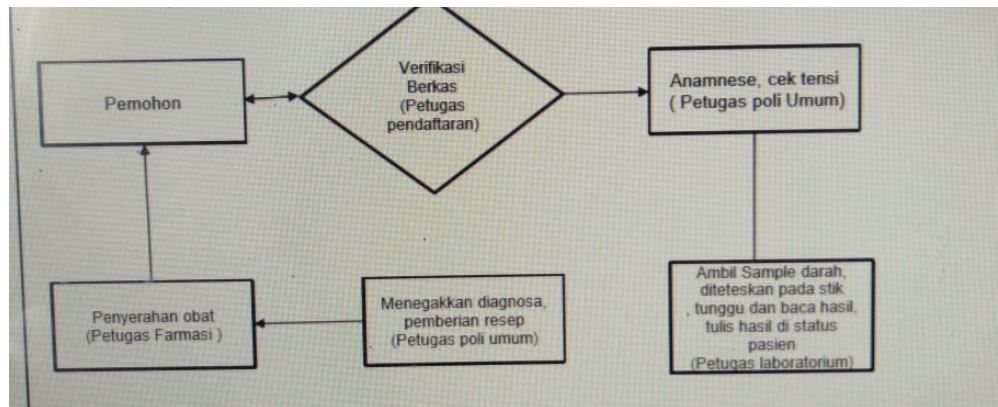 Pemohon
Verifikasi
Berkas
(Petugas
pendaftaran)
Anamnese, cek tensi
( Petugas poli Umum)
Penyerahan obat
(Petugas Farmasi )
Menegakkan diagnosa,
pemberian resep
(Petugas poli umum)
Ambil Sample darah,
diteteskan pada stik
, tunggu dan baca hasil,
tulis hasil di status
pasien
(Petugas laboratorium)